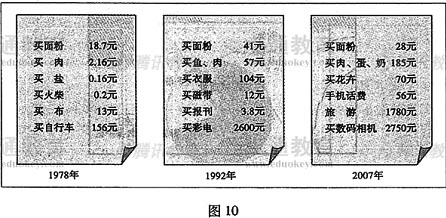 买面粉 18.7元
买 肉 2.16元
买 盐 0.16元
买火柴 0.2元
买 布 13元
买自行车 156元
1978年
买面粉 41元
买鱼、肉 57元
买衣服 104元
买磁带 12元
买报刊 3.8元
买彩电 2600元
1992年
买面粉 28元
买肉、蛋、奶 185元
买花卉 70元
手机话费 56元
旅 游 1780元
买数码相机 2750元
2007年
图 10